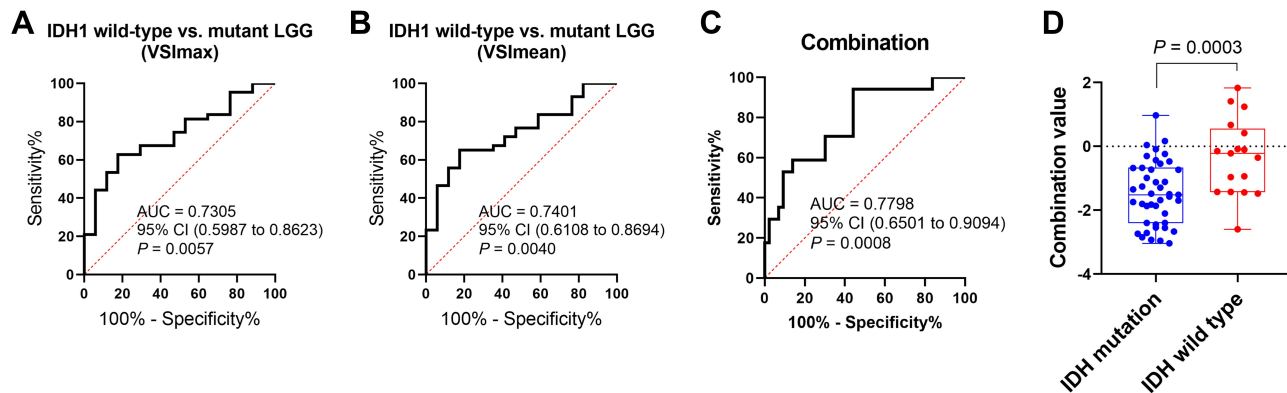 A
IDH1 wild-type vs. mutant LGG
(VSImax)
100
80
60
40
20
0
Sensitivity%
AUC = 0.7305
95% CI (0.5987 to 0.8623)
P = 0.0057
0 20 40 60 80 100
100% - Specificity%
B
IDH1 wild-type vs. mutant LGG
(VSImean)
100
80
60
40
20
0
Sensitivity%
AUC = 0.7401
95% CI (0.6108 to 0.8694)
P = 0.0040
0 20 40 60 80 100
100% - Specificity%
C
Combination
100
80
60
40
20
0
Sensitivity%
AUC = 0.7798
95% CI (0.6501 to 0.9094)
P = 0.0008
0 20 40 60 80 100
100% - Specificity%
D
P = 0.0003
2
0
-2
-4
Combination value
IDH mutation
IDH wild type